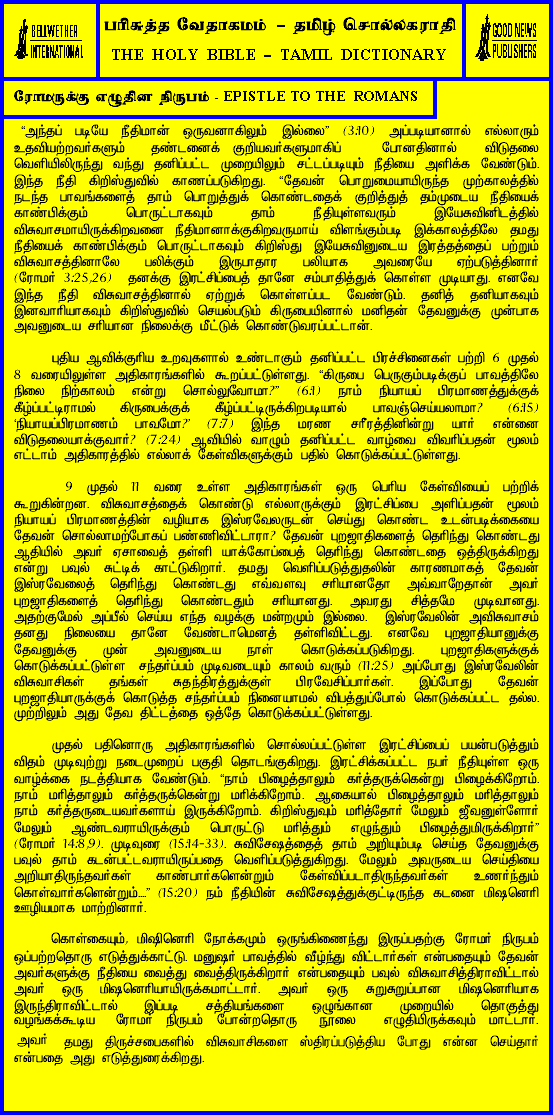 BELLWETHER
INTERNATIONAL
பரிசுத்த வேதாகமம் – தமிழ் சொல்லகராதி
THE HOLY BIBLE – TAMIL DICTIONARY
GOOD NEWS
PUBLISHERS
ரோமருக்கு எழுதின நிருபம் - EPISTLE TO THE ROMANS
“அந்தப் படியே நீதிமான் ஒருவனாகிலும் இல்லை” (3:10) அப்படியானால் எல்லாரும்
உதவியற்றவர்களும் தண்டனைக் குறியவர்களுமாகிப் போனதினால் விடுதலை
வெளியிலிருந்து வந்து தனிப்பட்ட முறையிலும் சட்டப்படியும் நீதியை அளிக்க வேண்டும்.
இந்த நீதி கிறிஸ்துவில் காணப்படுகிறது. “தேவன் பொறுமையாயிருந்த முற்காலத்தில்
நடந்த பாவங்களைத் தாம் பொறுத்துக் கொண்டதைக் குறித்துத் தம்முடைய நீதியைக்
காண்பிக்கும் பொருட்டாகவும் தாம் நீதியுள்ளவரும் இயேசுவினிடத்தில்
விசுவாசமாயிருக்கிறவனை நீதிமானாக்குகிறவருமாய் விளங்கும்படி இக்காலத்திலே தமது
நீதியைக் காண்பிக்கும் பொருட்டாகவும் கிறிஸ்து இயேசுவினுடைய இரத்தத்தைப் பற்றும்
விசுவாசத்தினாலே பலிக்கும் இருபாதார பலியாக அவரையே ஏற்படுத்தினார்
(ரோமர் 3:25,26) தனக்கு இரட்சிப்பைத் தானே சம்பாதித்துக் கொள்ள முடியாது. எனவே
இந்த நீதி விசுவாசத்தினால் ஏற்றுக் கொள்ளப்பட வேண்டும். தனித் தனியாகவும்
இனவாரியாகவும் கிறிஸ்துவில் செயல்படும் கிருபையினால் மனிதன் தேவனுக்கு முன்பாக
அவனுடைய சரியான நிலைக்கு மீட்டுக் கொண்டுவரப்பட்டான்.
புதிய ஆவிக்குரிய உறவுகளால் உண்டாகும் தனிப்பட்ட பிரச்சினைகள் பற்றி 6 முதல்
8 வரையிலுள்ள அதிகாரங்களில் கூறப்பட்டுள்ளது. “கிருபை பெருகும்படிக்குப் பாவத்திலே
நிலை நிற்காலம் என்று சொல்லுவோமா?” (6:1) நாம் நியாயப் பிரமாணத்துக்குக்
கீழ்ப்பட்டிராமல் கிருபைக்குக் கீழ்ப்பட்டிருக்கிறபடியால் பாவஞ்செய்யலாமா? (6:15)
‘நியாயப்பிரமாணம் பாவமோ?’ (7:7) இந்த மரண சரீரத்தினின்று யார் என்னை
விடுதலையாக்குவார்? (7:24) ஆவியில் வாழும் தனிப்பட்ட வாழ்வை விவரிப்பதன் மூலம்
எட்டாம் அதிகாரத்தில் எல்லாக் கேள்விகளுக்கும் பதில் கொடுக்கப்பட்டுள்ளது.
9 முதல் 11 வரை உள்ள அதிகாரங்கள் ஒரு பெரிய கேள்வியைப் பற்றிக்
கூறுகின்றன. விசுவாசத்தைக் கொண்டு எல்லாருக்கும் இரட்சிப்பை அளிப்பதன் மூலம்
நியாயப் பிரமாணத்தின் வழியாக இஸ்ரவேலருடன் செய்து கொண்ட உடன்படிக்கையை
தேவன் சொல்லாமற்போகப் பண்ணிவிட்டாரா? தேவன் புறஜாதிகளைத் தெரிந்து கொண்டது
ஆதியில் அவர் ஏசாவைத் தள்ளி யாக்கோப்பைத் தெரிந்து கொண்டதை ஒத்திருக்கிறது
என்று பவுல் சுட்டிக் காட்டுகிறார். தமது வெளிப்படுத்துதலின் காரணமாகத் தேவன்
இஸ்ரவேலைத் தெரிந்து கொண்டது எவ்வளவு சரியானதோ அவ்வாறேதான் அவர்
புறஜாதிகளைத் தெரிந்து கொண்டதும் சரியானது. அவரது சித்தமே முடிவானது.
அதற்குமேல் அப்பீல் செய்ய எந்த வழக்கு மன்றமும் இல்லை. இஸ்ரவேலின் அவிசுவாசம்
தனது நிலையை தானே வேண்டாமெனத் தள்ளிவிட்டது. எனவே புறஜாதியானுக்கு
தேவனுக்கு முன் அவனுடைய நாள் கொடுக்கப்படுகிறது. புறஜாதிகளுக்குக்
கொடுக்கப்பட்டுள்ள சந்தர்ப்பம் முடிவடையும் காலம் வரும் (11:25) அப்போது இஸ்ரவேலின்
விசுவாசிகள் தங்கள் சுதந்திரத்துக்குள் பிரவேசிப்பார்கள். இப்போது தேவன்
புறஜாதியாருக்குக் கொடுத்த சந்தர்ப்பம் நினையாமல் விபத்துப்போல் கொடுக்கப்பட்ட தல்ல.
முற்றிலும் அது தேவ திட்டத்தை ஒத்தே கொடுக்கப்பட்டுள்ளது.
முதல் பதினொரு அதிகாரங்களில் சொல்லப்பட்டுள்ள இரட்சிப்பைப் பயன்படுத்தும்
விதம் முடிவுற்று நடைமுறைப் பகுதி தொடங்குகிறது. இரட்சிக்கப்பட்ட நபர் நீதியுள்ள ஒரு
வாழ்க்கை நடத்தியாக வேண்டும். “நாம் பிழைத்தாலும் கர்த்தருக்கென்று பிழைக்கிறோம்.
நாம் மரித்தாலும் கர்த்தருக்கென்று மரிக்கிறோம். ஆகையால் பிழைத்தாலும் மரித்தாலும்
நாம் கர்த்தருடையவர்களாய் இருக்கிறோம். கிறிஸ்துவும் மரித்தோர் மேலும் ஜீவனுள்ளோர்
மேலும் ஆண்டவராயிருக்கும் பொருட்டு மரித்தும் எழுந்தும் பிழைத்துமிருக்கிறார்”
(ரோமர் 14:8,9). முடிவுரை (15:14-33). சுவிசேஷத்தைத் தாம் அறியும்படி செய்த தேவனுக்கு
பவுல் தாம் கடன்பட்டவராயிருப்பதை வெளிப்படுத்துகிறது. மேலும் அவருடைய செய்தியை
அறியாதிருந்தவர்கள் காண்பார்களென்றும் கேள்விப்படாதிருந்தவர்கள் உணர்ந்தும்
கொள்வார்களென்றும்...” (15:20) நம் நீதியின் சுவிசேஷத்துக்குட்டிருந்த கடனை மிஷனெரி
ஊழியமாக மாற்றினார்.
கொள்கையும், மிஷினெரி நோக்கமும் ஒருங்கிணைந்து இருப்பதற்கு ரோமர் நிருபம்
ஒப்பற்றதொரு எடுத்துக்காட்டு. மனுஷர் பாவத்தில் வீழ்ந்து விட்டார்கள் என்பதையும் தேவன்
அவர்களுக்கு நீதியை வைத்து வைத்திருக்கிறார் என்பதையும் பவுல் விசுவாசித்திராவிட்டால்
அவர் ஒரு மிஷனெரியாயிருக்கமாட்டார். அவர் ஒரு சுறுசுறுப்பான மிஷனெரியாக
இருந்திராவிட்டால் இப்படி சத்தியங்களை ஒழுங்கான முறையில் தொகுத்து
வழங்கக்கூடிய ரோமர் நிருபம் போன்றதொரு நூலை எழுதியிருக்கவும் மாட்டார்.
அவர் தமது திருச்சபைகளில் விசுவாசிகளை ஸ்திரப்படுத்திய போது என்ன செய்தார்
என்பதை அது எடுத்துரைக்கிறது.